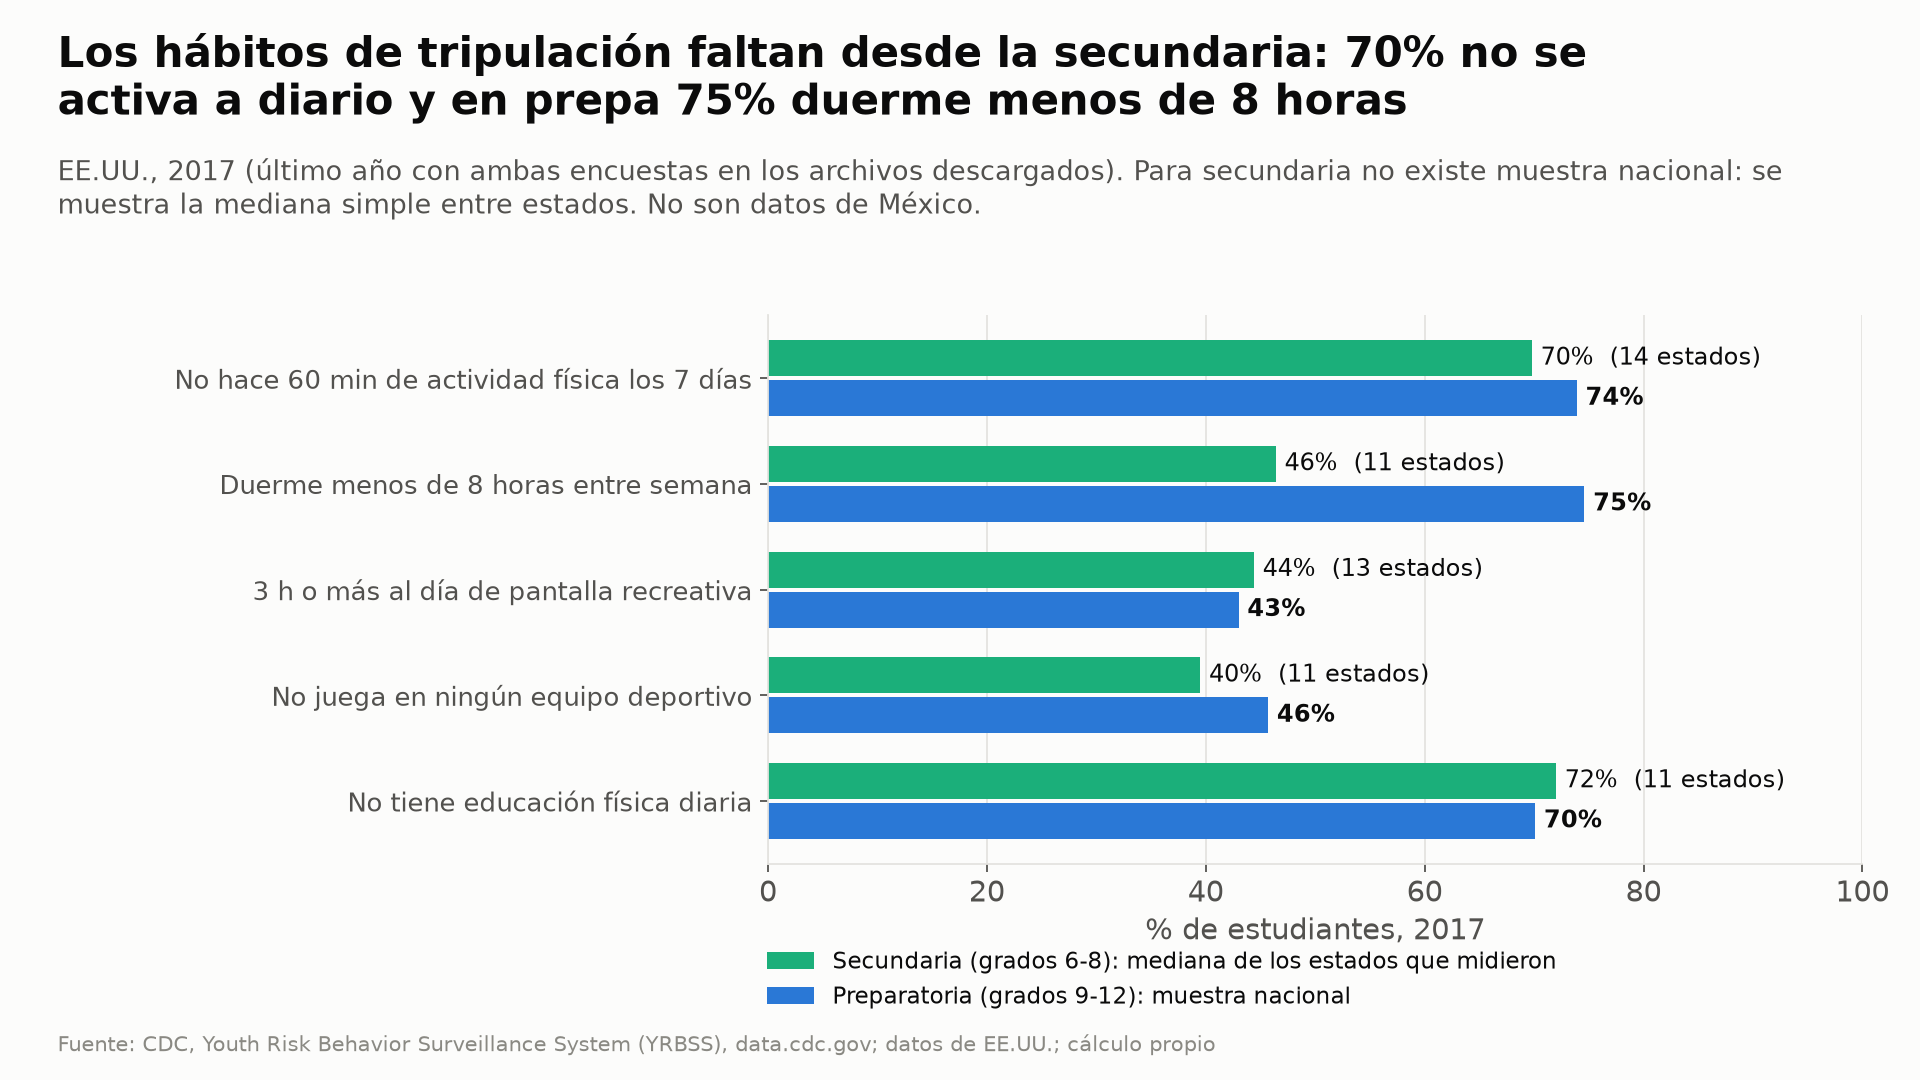 Los hábitos de tripulación faltan desde la secundaria: 70% no se
activa a diario y en prepa 75% duerme menos de 8 horas
EE.UU., 2017 (último año con ambas encuestas en los archivos descargados). Para secundaria no existe muestra nacional: se
muestra la mediana simple entre estados. No son datos de México.
No hace 60 min de actividad física los 7 días
70% (14 estados)
74%
Duerme menos de 8 horas entre semana
46% (11 estados)
75%
3 h o más al día de pantalla recreativa
44% (13 estados)
43%
No juega en ningún equipo deportivo
40% (11 estados)
46%
No tiene educación física diaria
72% (11 estados)
70%
0 20 40 60 80 100
% de estudiantes, 2017
Secundaria (grados 6-8): mediana de los estados que midieron
Preparatoria (grados 9-12): muestra nacional
Fuente: CDC, Youth Risk Behavior Surveillance System (YRBSS), data.cdc.gov; datos de EE.UU.; cálculo propio